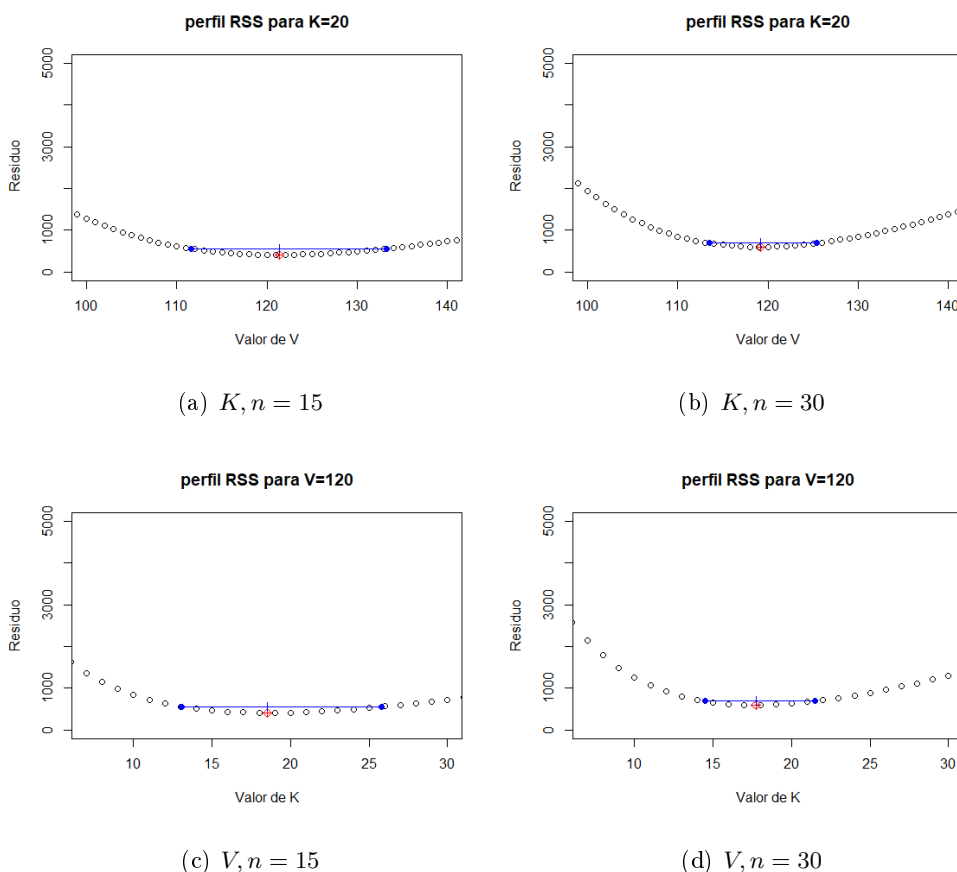 perfil RSS para K=20
Residuo
0 1000 3000 5000
100 110 120 130 140
Valor de V
(a) K, n = 15
perfil RSS para K=20
Residuo
0 1000 3000 5000
100 110 120 130 140
Valor de V
(b) K, n = 30
perfil RSS para V=120
Residuo
0 1000 3000 5000
10 15 20 25 30
Valor de K
(c) V, n = 15
perfil RSS para V=120
Residuo
0 1000 3000 5000
10 15 20 25 30
Valor de K
(d) V, n = 30